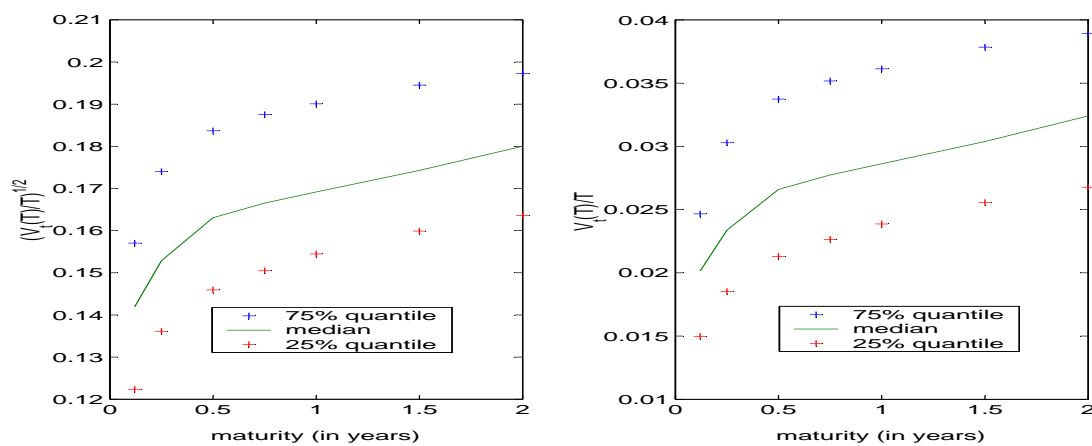 0.21
0.2
0.19
0.18
0.17
0.16
0.15
0.14
0.13
0.12
(V_t(T)/T)^{1/2}
75% quantile
median
25% quantile
0 0.5 1 1.5 2
maturity (in years)
0.04
0.035
0.03
0.025
0.02
0.015
0.01
V_t(T)/T
75% quantile
median
25% quantile
0 0.5 1 1.5 2
maturity (in years)